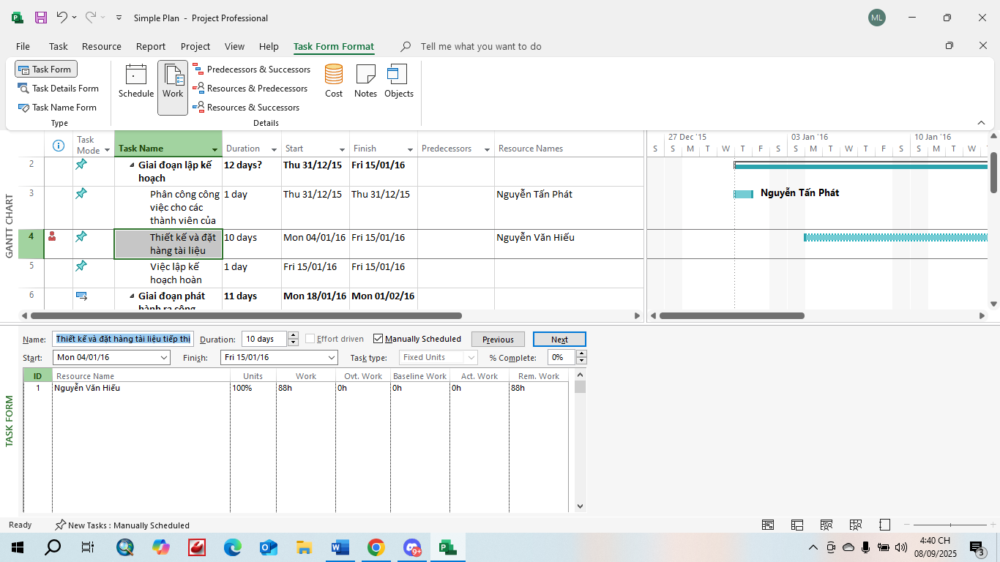 Simple Plan - Project Professional
ML
File Task Resource Report Project View Help Task Form Format Tell me what you want to do
Task Form
Task Details Form
Task Name Form
Type
Schedule
Work
Predecessors & Successors
Resources & Predecessors
Resources & Successors
Details
Cost
Notes
Objects
GANTT CHART
Task Mode Task Name Duration Start Finish Predecessors Resource Names
27 Dec '15 03 Jan '16 10 Jan '16
S S M T W T F S S M T W T F S S M T W
2 Giai đoạn lập kế 12 days? Thu 31/12/15 Fri 15/01/16
hoạch
3 Phân công công 1 day Thu 31/12/15 Thu 31/12/15 Nguyễn Tấn Phát Nguyễn Tấn Phát
việc cho các
thành viên của
4 Thiết kế và đặt 10 days Mon 04/01/16 Fri 15/01/16 Nguyễn Văn Hiếu
hàng tài liệu
5 Việc lập kế 1 day Fri 15/01/16 Fri 15/01/16
hoạch hoàn
6 Giai đoạn phát 11 days Mon 18/01/16 Mon 01/02/16
hành ra công
TASK FORM
Name: Thiết kế và đặt hàng tài liệu tiếp thị Duration: 10 days Effort driven Manually Scheduled Previous Next
Start: Mon 04/01/16 Finish: Fri 15/01/16 Task type: Fixed Units % Complete: 0%
ID Resource Name Units Work Ovt. Work Baseline Work Act. Work Rem. Work
1 Nguyễn Văn Hiếu 100% 88h 0h 0h 0h 88h
Ready New Tasks : Manually Scheduled
9+
4:40 CH
08/09/2025
3